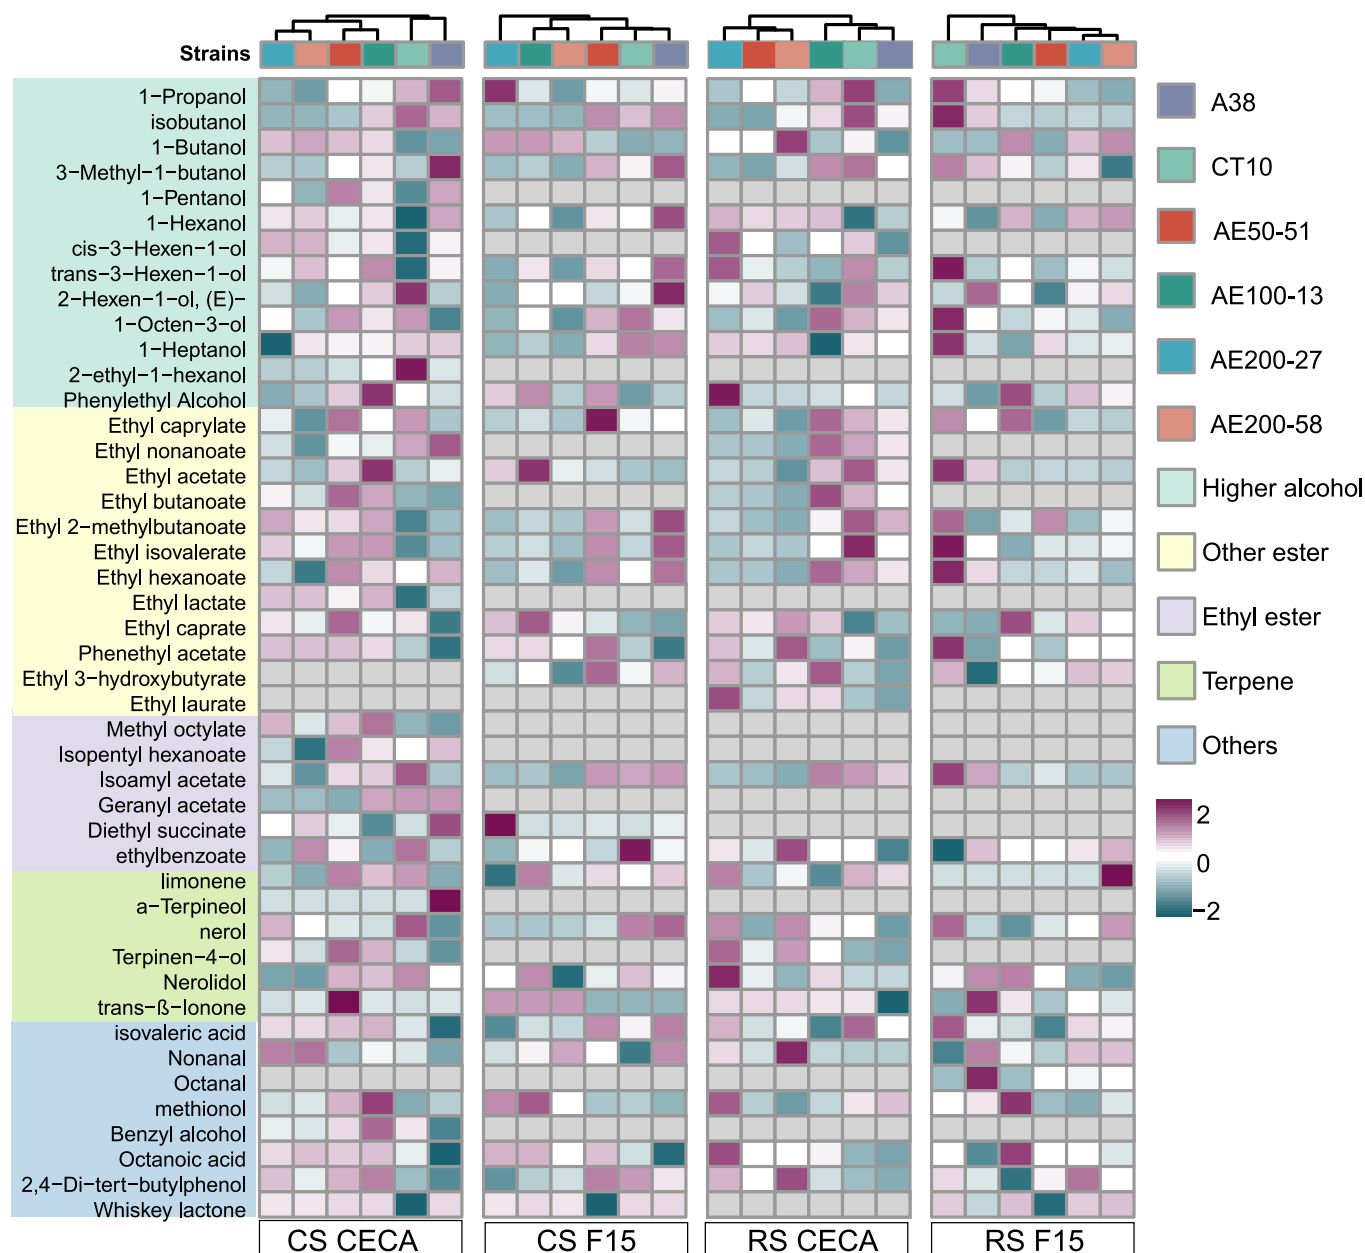 Strains
1−Propanol
isobutanol
1−Butanol
3−Methyl−1−butanol
1−Pentanol
1−Hexanol
cis−3−Hexen−1−ol
trans−3−Hexen−1−ol
2−Hexen−1−ol, (E)−
1−Octen−3−ol
1−Heptanol
2−ethyl−1−hexanol
Phenylethyl Alcohol
Ethyl caprylate
Ethyl nonanoate
Ethyl acetate
Ethyl butanoate
Ethyl 2−methylbutanoate
Ethyl isovalerate
Ethyl hexanoate
Ethyl lactate
Ethyl caprate
Phenethyl acetate
Ethyl 3−hydroxybutyrate
Ethyl laurate
Methyl octylate
Isopentyl hexanoate
Isoamyl acetate
Geranyl acetate
Diethyl succinate
ethylbenzoate
limonene
a−Terpineol
nerol
Terpinen−4−ol
Nerolidol
trans−ß−Ionone
isovaleric acid
Nonanal
Octanal
methionol
Benzyl alcohol
Octanoic acid
2,4−Di−tert−butylphenol
Whiskey lactone
CS CECA
CS F15
RS CECA
RS F15
A38
CT10
AE50-51
AE100-13
AE200-27
AE200-58
Higher alcohol
Other ester
Ethyl ester
Terpene
Others
2
0
−2